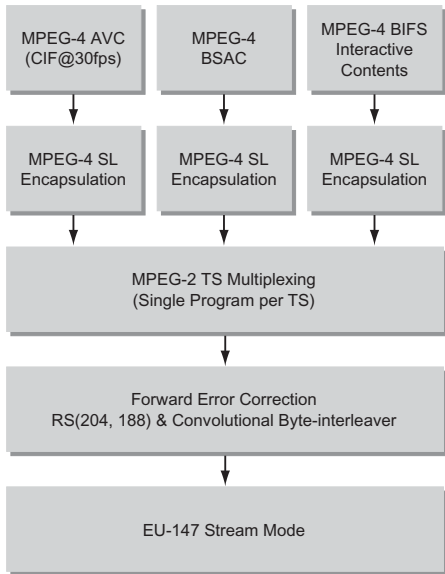 MPEG-4 AVC
(CIF@30fps)
MPEG-4
BSAC
MPEG-4 BIFS
Interactive
Contents
MPEG-4 SL
Encapsulation
MPEG-4 SL
Encapsulation
MPEG-4 SL
Encapsulation
MPEG-2 TS Multiplexing
(Single Program per TS)
Forward Error Correction
RS(204, 188) & Convolutional Byte-interleaver
EU-147 Stream Mode